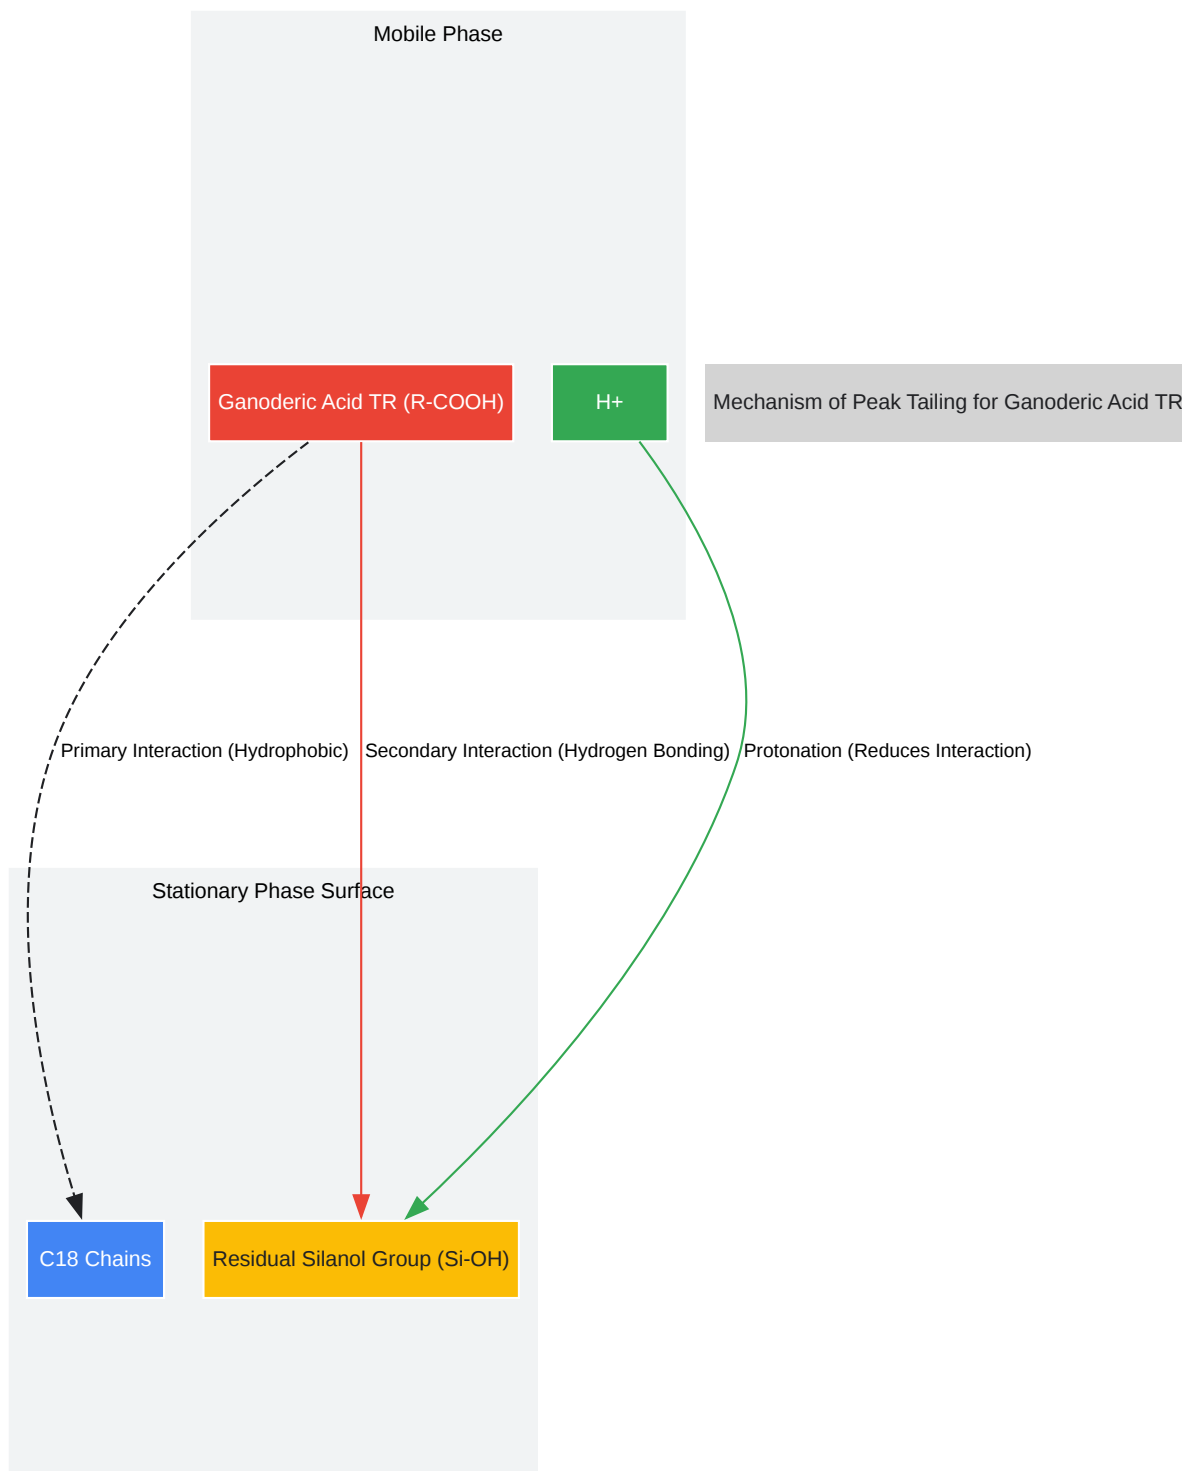 Mobile Phase
Ganoderic Acid TR (R-COOH)
H+
Mechanism of Peak Tailing for Ganoderic Acid TR
Primary Interaction (Hydrophobic)
Secondary Interaction (Hydrogen Bonding)
Protonation (Reduces Interaction)
Stationary Phase Surface
C18 Chains
Residual Silanol Group (Si-OH)